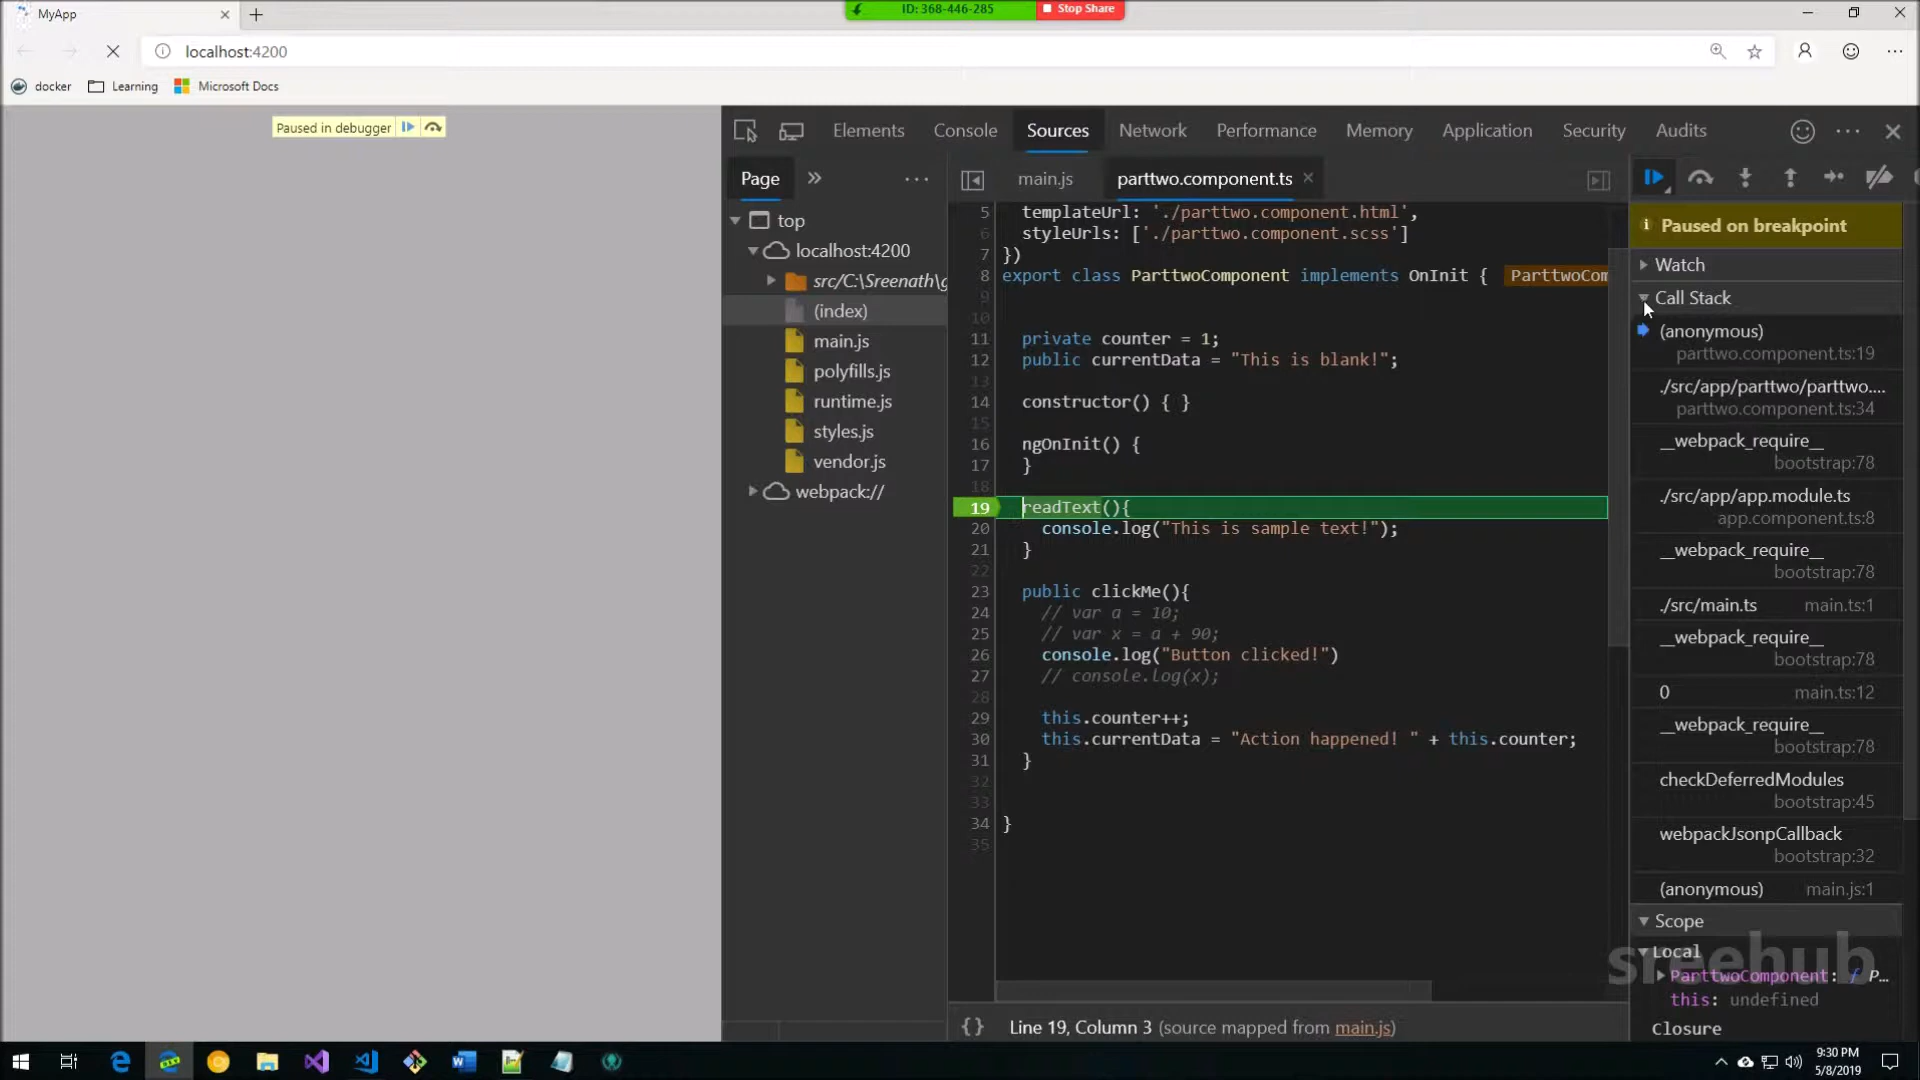 MyApp
ID: 368-446-285
Stop Share
localhost:4200
docker
Learning
Microsoft Docs
Paused in debugger
Elements
Console
Sources
Network
Performance
Memory
Application
Security
Audits
Page
top
localhost:4200
src/C:\Sreenath\g
(index)
main.js
polyfills.js
runtime.js
styles.js
vendor.js
webpack://
main.js
parttwo.component.ts
5 templateUrl: './parttwo.component.html',
6 styleUrls: ['./parttwo.component.scss']
7 })
8 export class ParttwoComponent implements OnInit { ParttwoCom
9
10
11 private counter = 1;
12 public currentData = "This is blank!";
13
14 constructor() { }
15
16 ngOnInit() {
17 }
18
19 readText(){
20 console.log("This is sample text!");
21 }
22
23 public clickMe(){
24 // var a = 10;
25 // var x = a + 90;
26 console.log("Button clicked!")
27 // console.log(x);
28
29 this.counter++;
30 this.currentData = "Action happened! " + this.counter;
31 }
32
33
34 }
35
{ } Line 19, Column 3 (source mapped from main.js)
Paused on breakpoint
Watch
Call Stack
(anonymous)
parttwo.component.ts:19
./src/app/parttwo/parttwo....
parttwo.component.ts:34
__webpack_require__
bootstrap:78
./src/app/app.module.ts
app.component.ts:8
__webpack_require__
bootstrap:78
./src/main.ts main.ts:1
__webpack_require__
bootstrap:78
0 main.ts:12
__webpack_require__
bootstrap:78
checkDeferredModules
bootstrap:45
webpackJsonpCallback
bootstrap:32
(anonymous) main.js:1
Scope
Local
ParttwoComponent: ƒ P...
this: undefined
Closure
sreehub
9:30 PM
5/8/2019